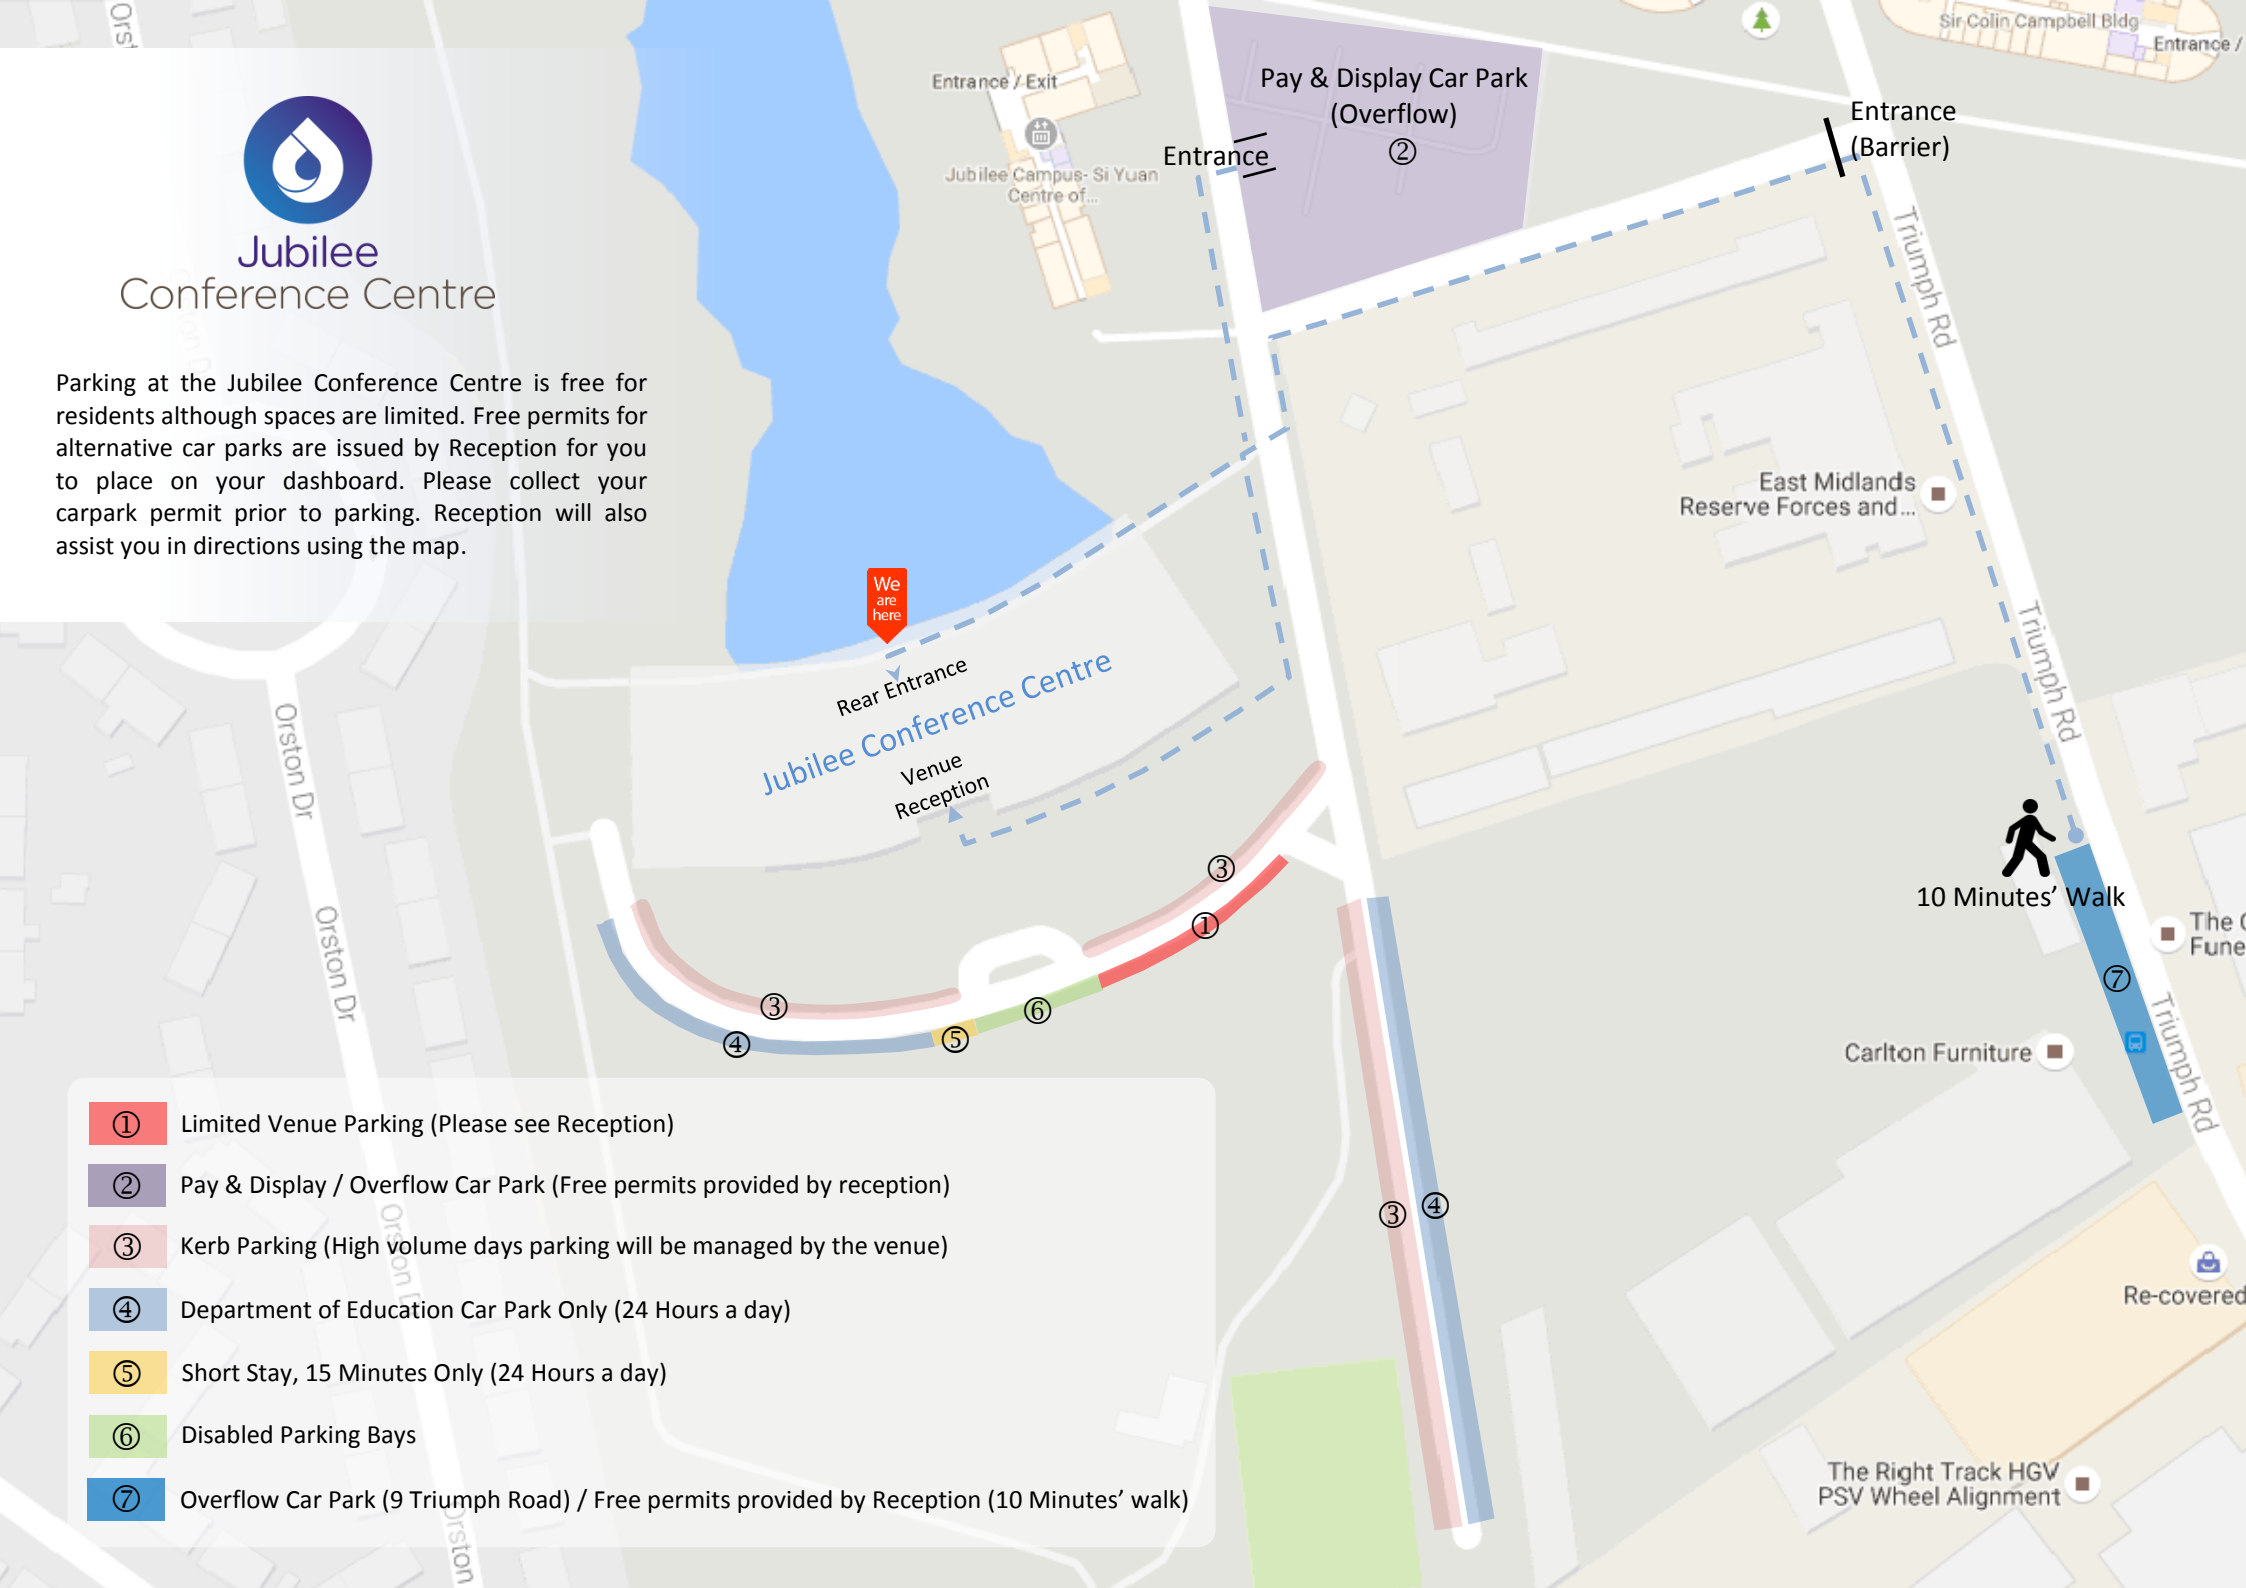 Jubilee
Conference Centre
Parking at the Jubilee Conference Centre is free for
residents although spaces are limited. Free permits for
alternative car parks are issued by Reception for you
to place on your dashboard. Please collect your
carpark permit prior to parking. Reception will also
assist you in directions using the map.
Orst
Entrance / Exit
Jubilee Campus- Si Yuan
Centre of...
Pay & Display Car Park
(Overflow)
②
Entrance
Entrance
(Barrier)
Sir Colin Campbell Bldg
Entrance /
Triumph Rd
East Midlands
Reserve Forces and...
Triumph Rd
We
are
here
Rear Entrance
Jubilee Conference Centre
Venue
Reception
Orston Dr
Orston Dr
10 Minutes' Walk
The
Fune
⑦
Triumph Rd
Carlton Furniture
③
①
③
④
⑤
⑥
③
④
Re-covered
The Right Track HGV
PSV Wheel Alignment
① Limited Venue Parking (Please see Reception)
② Pay & Display / Overflow Car Park (Free permits provided by reception)
③ Kerb Parking (High volume days parking will be managed by the venue)
④ Department of Education Car Park Only (24 Hours a day)
⑤ Short Stay, 15 Minutes Only (24 Hours a day)
⑥ Disabled Parking Bays
⑦ Overflow Car Park (9 Triumph Road) / Free permits provided by Reception (10 Minutes' walk)
Orston D
Orston